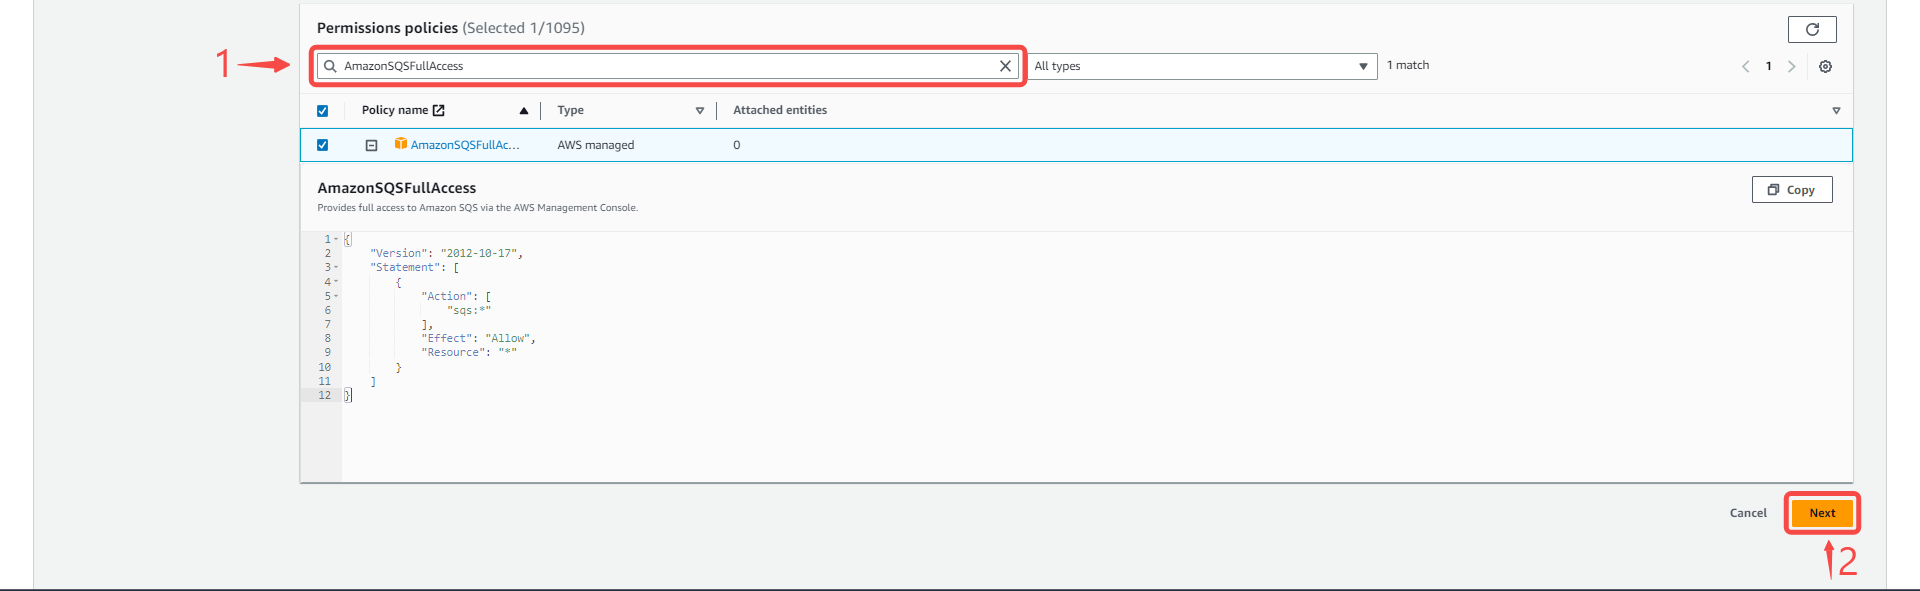 Permissions policies (Selected 1/1095)
1
AmazonSQSFullAccess All types 1 match 1
Policy name Type Attached entities
AmazonSQSFullAc... AWS managed 0
AmazonSQSFullAccess
Copy
Provides full access to Amazon SQS via the AWS Management Console.
1 {
2 "Version": "2012-10-17",
3 "Statement": [
4 {
5 "Action": [
6 "sqs:*"
7 ],
8 "Effect": "Allow",
9 "Resource": "*"
10 }
11 ]
12 }
Cancel Next
2